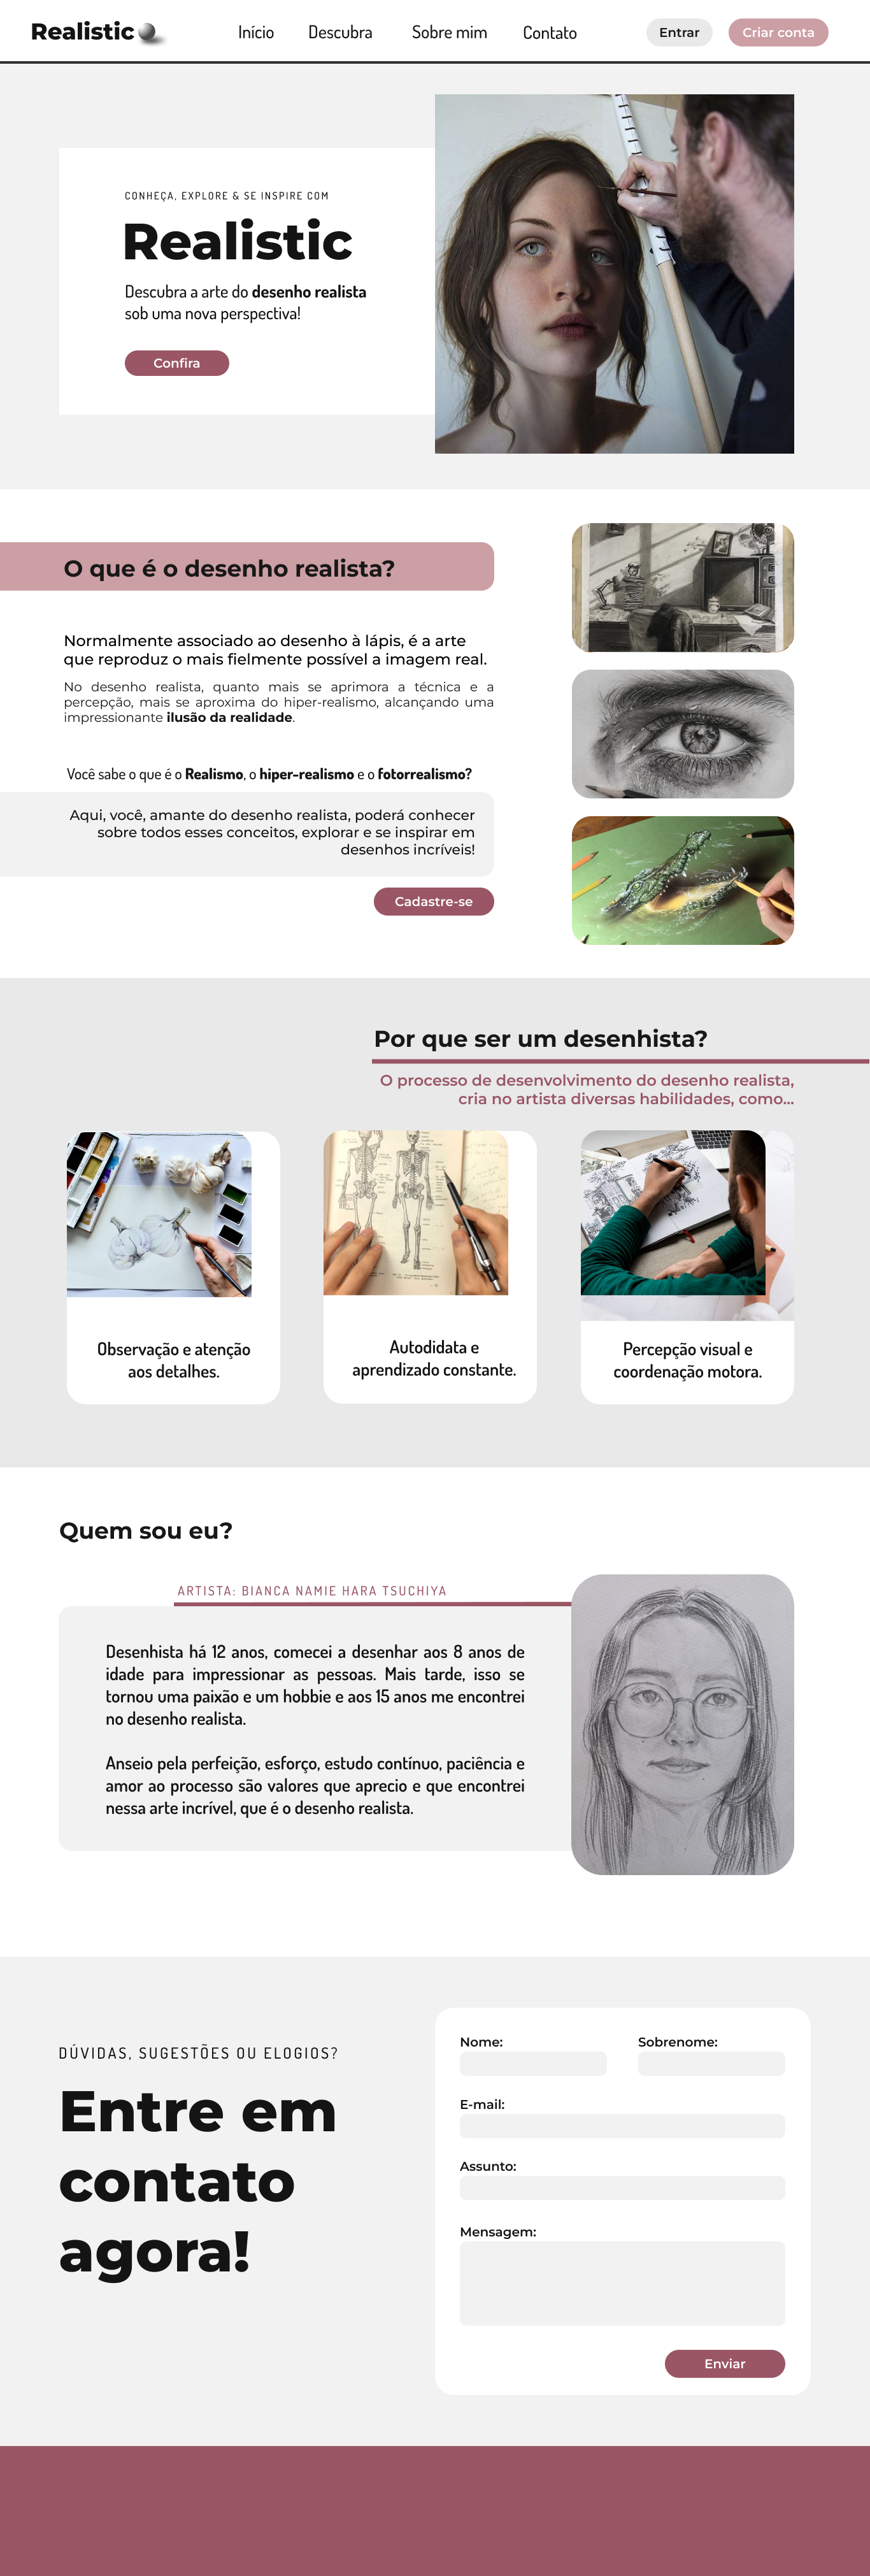 Realistic
Início
Descubra
Sobre mim
Contato
Entrar
Criar conta
CONHEÇA, EXPLORE & SE INSPIRE COM
Realistic
Descubra a arte do desenho realista
sob uma nova perspectiva!
Confira
O que é o desenho realista?
Normalmente associado ao desenho à lápis, é a arte
que reproduz o mais fielmente possível a imagem real.
No desenho realista, quanto mais se aprimora a técnica e a
percepção, mais se aproxima do hiper-realismo, alcançando uma
impressionante ilusão da realidade.
Você sabe o que é o Realismo, o hiper-realismo e o fotorrealismo?
Aqui, você, amante do desenho realista, poderá conhecer
sobre todos esses conceitos, explorar e se inspirar em
desenhos incríveis!
Cadastre-se
Por que ser um desenhista?
O processo de desenvolvimento do desenho realista,
cria no artista diversas habilidades, como...
Observação e atenção
aos detalhes.
Autodidata e
aprendizado constante.
Percepção visual e
coordenação motora.
Quem sou eu?
ARTISTA: BIANCA NAMIE HARA TSUCHIYA
Desenhista há 12 anos, comecei a desenhar aos 8 anos de
idade para impressionar as pessoas. Mais tarde, isso se
tornou uma paixão e um hobbie e aos 15 anos me encontrei
no desenho realista.
Anseio pela perfeição, esforço, estudo contínuo, paciência e
amor ao processo são valores que aprecio e que encontrei
nessa arte incrível, que é o desenho realista.
DÚVIDAS, SUGESTÕES OU ELOGIOS?
Entre em
contato
agora!
Nome:
Sobrenome:
E-mail:
Assunto:
Mensagem:
Enviar